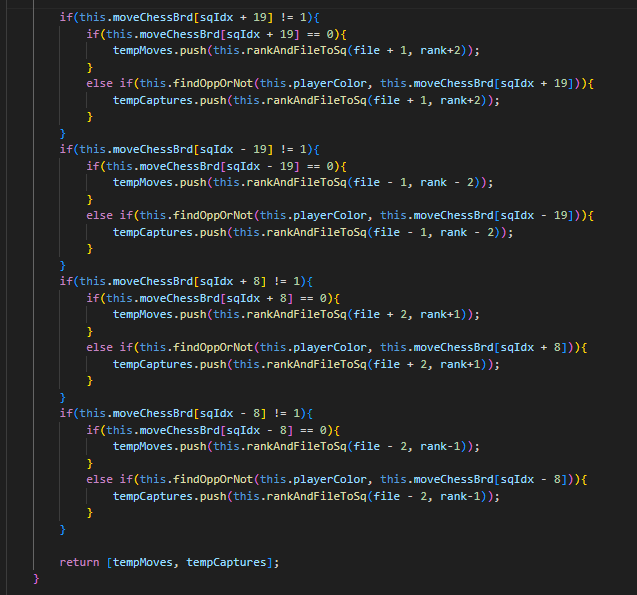 if(this.moveChessBrd[sqIdx + 19] != 1){
if(this.moveChessBrd[sqIdx + 19] == 0){
tempMoves.push(this.rankAndFileToSq(file + 1, rank+2));
}
else if(this.findOppOrNot(this.playerColor, this.moveChessBrd[sqIdx + 19])){
tempCaptures.push(this.rankAndFileToSq(file + 1, rank+2));
}
}
if(this.moveChessBrd[sqIdx - 19] != 1){
if(this.moveChessBrd[sqIdx - 19] == 0){
tempMoves.push(this.rankAndFileToSq(file - 1, rank - 2));
}
else if(this.findOppOrNot(this.playerColor, this.moveChessBrd[sqIdx - 19])){
tempCaptures.push(this.rankAndFileToSq(file - 1, rank - 2));
}
}
if(this.moveChessBrd[sqIdx + 8] != 1){
if(this.moveChessBrd[sqIdx + 8] == 0){
tempMoves.push(this.rankAndFileToSq(file + 2, rank+1));
}
else if(this.findOppOrNot(this.playerColor, this.moveChessBrd[sqIdx + 8])){
tempCaptures.push(this.rankAndFileToSq(file + 2, rank+1));
}
}
if(this.moveChessBrd[sqIdx - 8] != 1){
if(this.moveChessBrd[sqIdx - 8] == 0){
tempMoves.push(this.rankAndFileToSq(file - 2, rank-1));
}
else if(this.findOppOrNot(this.playerColor, this.moveChessBrd[sqIdx - 8])){
tempCaptures.push(this.rankAndFileToSq(file - 2, rank-1));
}
}
return [tempMoves, tempCaptures];
}